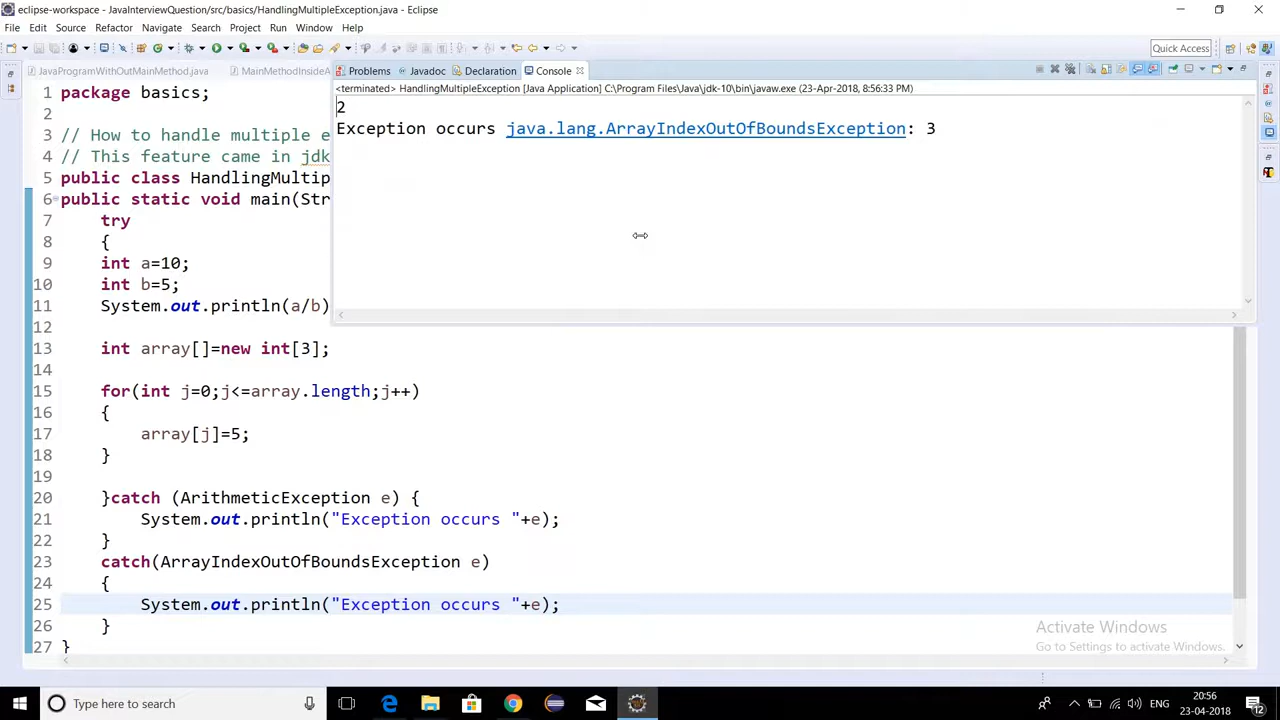 eclipse-workspace - JavaInterviewQuestion/src/basics/HandlingMultipleException.java - Eclipse
File Edit Source Refactor Navigate Search Project Run Window Help
Quick Access
JavaProgramWithOutMainMethod.java MainMethodInsideA
Problems Javadoc Declaration Console
<terminated> HandlingMultipleException [Java Application] C:\Program Files\Java\jdk-10\bin\javaw.exe (23-Apr-2018, 8:56:33 PM)
2
Exception occurs java.lang.ArrayIndexOutOfBoundsException: 3
1 package basics;
2
3 // How to handle multiple e
4 // This feature came in jdk
5 public class HandlingMultip
6 public static void main(Str
7 try
8 {
9 int a=10;
10 int b=5;
11 System.out.println(a/b)
12
13 int array[]=new int[3];
14
15 for(int j=0;j<=array.length;j++)
16 {
17 array[j]=5;
18 }
19
20 }catch (ArithmeticException e) {
21 System.out.println("Exception occurs "+e);
22 }
23 catch(ArrayIndexOutOfBoundsException e)
24 {
25 System.out.println("Exception occurs "+e);
26 }
27 }
Activate Windows
Go to Settings to activate Windows.
Type here to search
ENG
20:56
23-04-2018
12